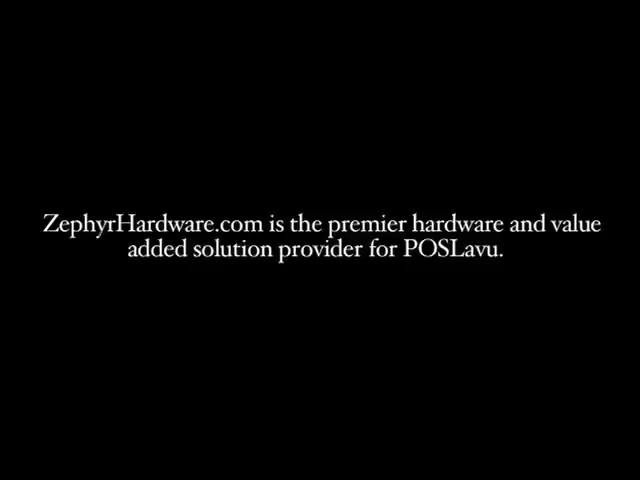 ZephyrHardware.com is the premier hardware and value
added solution provider for POSLavu.